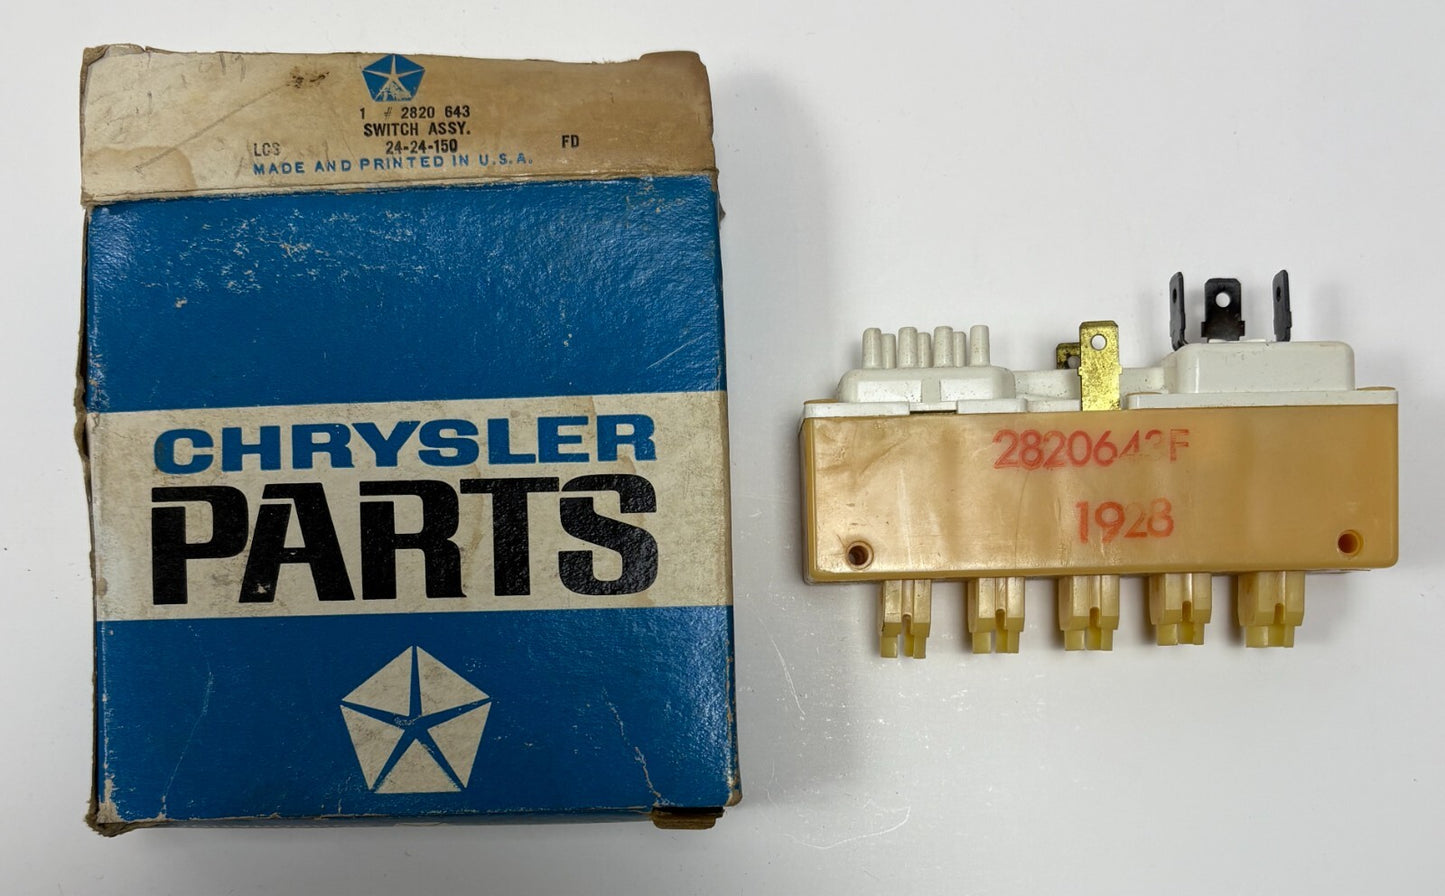 1 # 2820 643
SWITCH ASSY.
LCS 24-24-150 FD
MADE AND PRINTED IN U.S.A.
CHRYSLER
PARTS
2820643F
1928